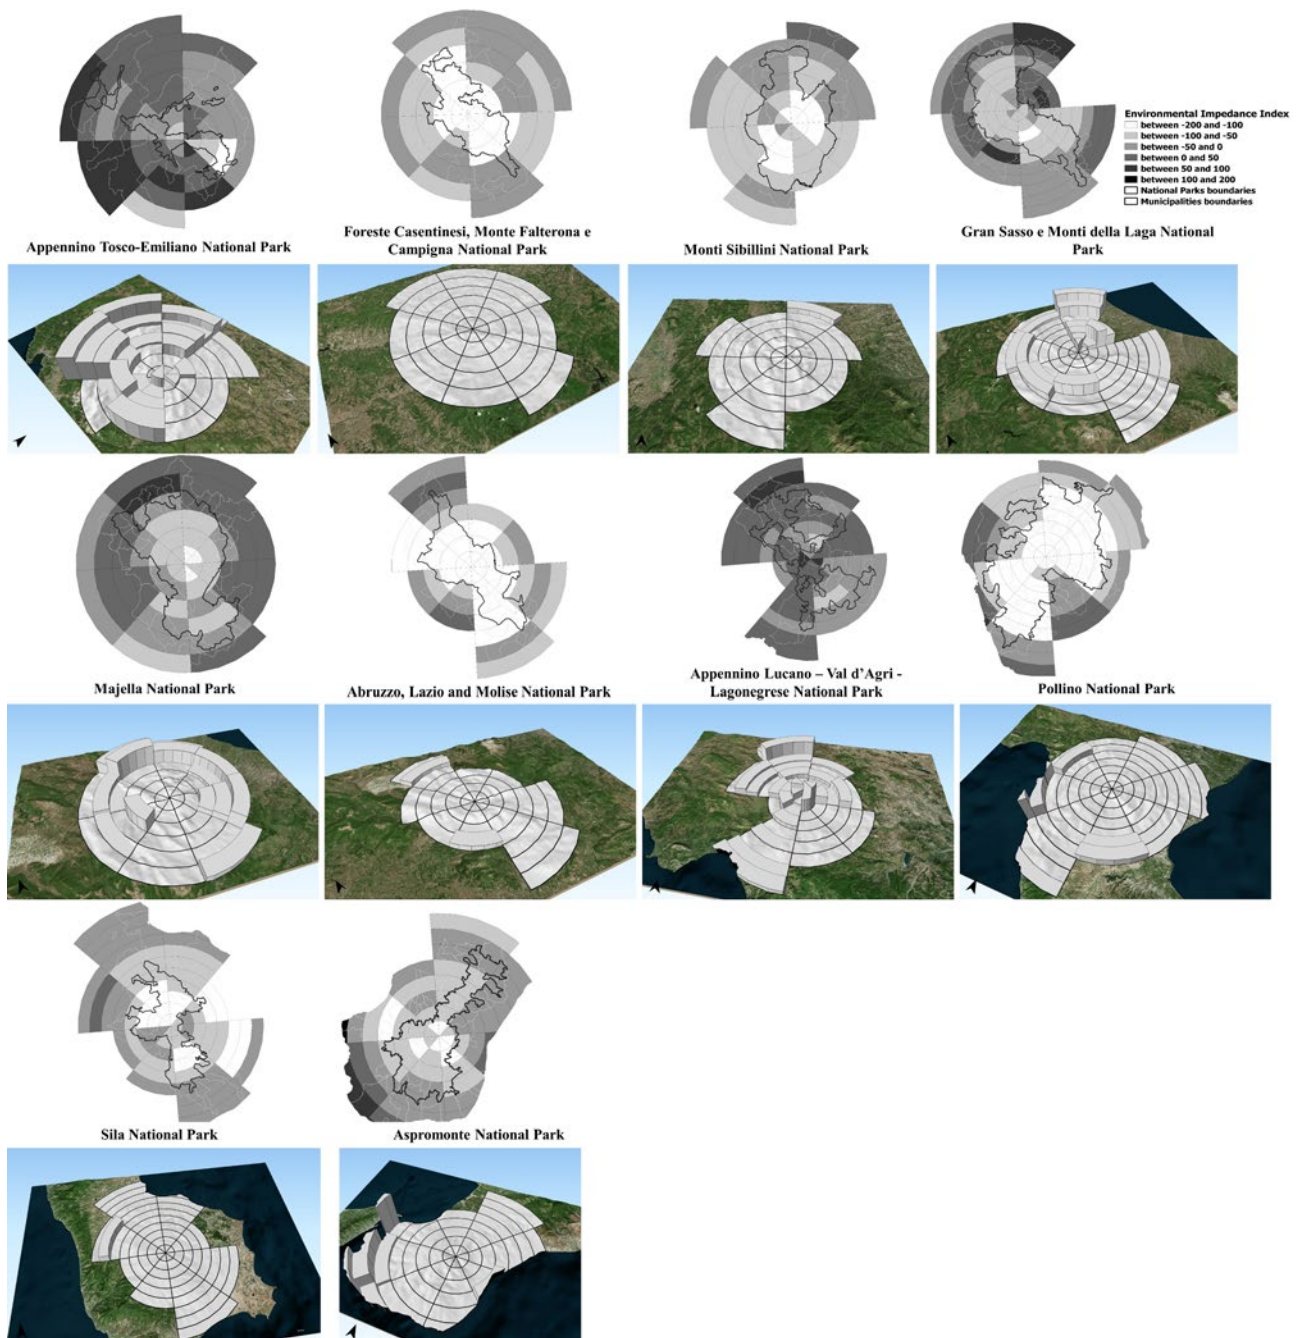 Environmental Impedance Index
between -200 and -100
between -100 and -50
between -50 and 0
between 0 and 50
between 50 and 100
between 100 and 200
National Parks boundaries
Municipalities boundaries
Appennino Tosco-Emiliano National Park
Foreste Casentinesi, Monte Falterona e
Campigna National Park
Monti Sibillini National Park
Gran Sasso e Monti della Laga National
Park
Majella National Park
Abruzzo, Lazio and Molise National Park
Appennino Lucano – Val d’Agri -
Lagonegrese National Park
Pollino National Park
Sila National Park
Aspromonte National Park